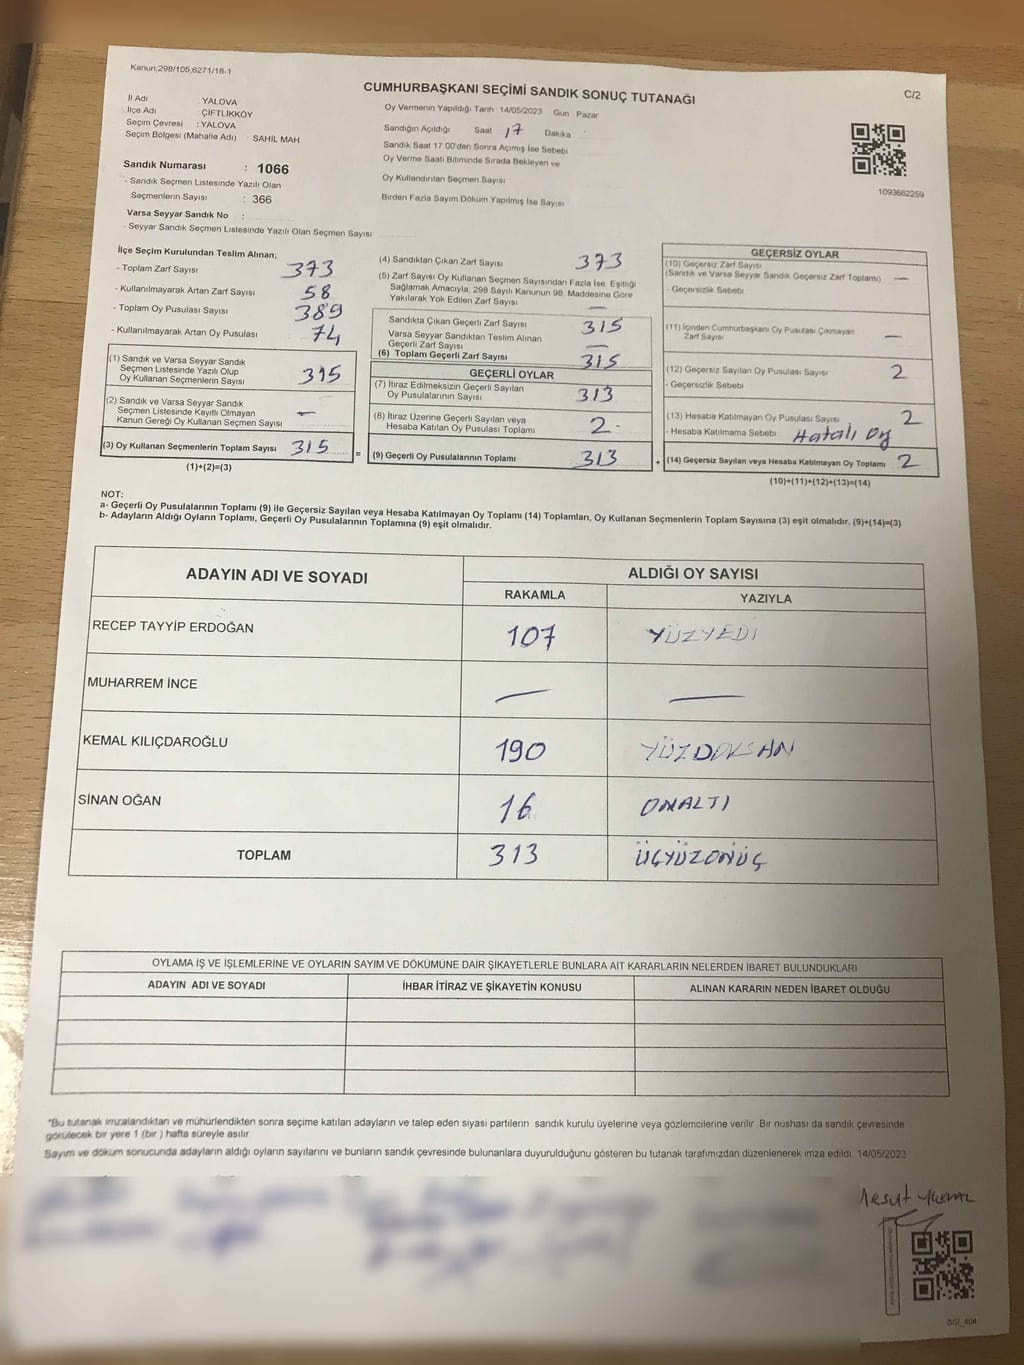 Kanun;298/105,6271/18-1
CUMHURBAŞKANI SEÇİMİ SANDIK SONUÇ TUTANAĞI
C/2
İl Adı YALOVA
İlçe Adı ÇİFTLİKKÖY
Seçim Çevresi : YALOVA
Seçim Bölgesi (Mahalle Adı) SAHİL MAH
Oy Vermenin Yapıldığı Tarih 14/05/2023 Gün Pazar
Sandığın Açıldığı Saat 17 Dakika
Sandık Saat 17.00'den Sonra Açılmış İse Sebebi
Oy Verme Saati Bitiminde Sırada Bekleyen ve
Oy Kullandırılan Seçmen Sayısı
Birden Fazla Sayım Döküm Yapılmış İse Sayısı
1093662259
Sandık Numarası : 1066
- Sandık Seçmen Listesinde Yazılı Olan
Seçmenlerin Sayısı : 366
Varsa Seyyar Sandık No :
- Seyyar Sandık Seçmen Listesinde Yazılı Olan Seçmen Sayısı
İlçe Seçim Kurulundan Teslim Alınan;
- Toplam Zarf Sayısı 373
- Kullanılmayarak Artan Zarf Sayısı 58
- Toplam Oy Pusulası Sayısı 389
- Kullanılmayarak Artan Oy Pusulası 74
(1) Sandık ve Varsa Seyyar Sandık
Seçmen Listesinde Yazılı Olup
Oy Kullanan Seçmenlerin Sayısı 315
(2) Sandık ve Varsa Seyyar Sandık
Seçmen Listesinde Kayıtlı Olmayan
Kanun Gereği Oy Kullanan Seçmen Sayısı —
(3) Oy Kullanan Seçmenlerin Toplam Sayısı 315
(1)+(2)=(3)
(4) Sandıktan Çıkan Zarf Sayısı 373
(5) Zarf Sayısı Oy Kullanan Seçmen Sayısından Fazla İse, Eşitliği
Sağlamak Amacıyla, 298 Sayılı Kanunun 98. Maddesine Göre
Yakılarak Yok Edilen Zarf Sayısı —
Sandıkta Çıkan Geçerli Zarf Sayısı 315
Varsa Seyyar Sandıktan Teslim Alınan
Geçerli Zarf Sayısı —
(6) Toplam Geçerli Zarf Sayısı 315
GEÇERLİ OYLAR
(7) İtiraz Edilmeksizin Geçerli Sayılan
Oy Pusulalarının Sayısı 313
(8) İtiraz Üzerine Geçerli Sayılan veya
Hesaba Katılan Oy Pusulası Toplamı 2-
= (9) Geçerli Oy Pusulalarının Toplamı 313
GEÇERSİZ OYLAR
(10) Geçersiz Zarf Sayısı
(Sandık ve Varsa Seyyar Sandık Geçersiz Zarf Toplamı) —
- Geçersizlik Sebebi
(11) İçinden Cumhurbaşkanı Oy Pusulası Çıkmayan
Zarf Sayısı —
(12) Geçersiz Sayılan Oy Pusulası Sayısı 2
- Geçersizlik Sebebi
(13) Hesaba Katılmayan Oy Pusulası Sayısı 2
- Hesaba Katılmama Sebebi Hatalı oy
+ (14) Geçersiz Sayılan veya Hesaba Katılmayan Oy Toplamı 2
(10)+(11)+(12)+(13)=(14)
NOT:
a- Geçerli Oy Pusulalarının Toplamı (9) ile Geçersiz Sayılan veya Hesaba Katılmayan Oy Toplamı (14) Toplamları, Oy Kullanan Seçmenlerin Toplam Sayısına (3) eşit olmalıdır. (9)+(14)=(3)
b- Adayların Aldığı Oyların Toplamı, Geçerli Oy Pusulalarının Toplamına (9) eşit olmalıdır.
ADAYIN ADI VE SOYADI
ALDIĞI OY SAYISI
RAKAMLA YAZIYLA
RECEP TAYYİP ERDOĞAN 107 YÜZYEDİ
MUHARREM İNCE — —
KEMAL KILIÇDAROĞLU 190 YÜZDOKSAN
SİNAN OĞAN 16 ONALTI
TOPLAM 313 ÜÇYÜZONÜÇ
OYLAMA İŞ VE İŞLEMLERİNE VE OYLARIN SAYIM VE DÖKÜMÜNE DAİR ŞİKAYETLERLE BUNLARA AİT KARARLARIN NELERDEN İBARET BULUNDUKLARI
ADAYIN ADI VE SOYADI İHBAR İTİRAZ VE ŞİKAYETİN KONUSU ALINAN KARARIN NEDEN İBARET OLDUĞU
"Bu tutanak imzalandıktan ve mühürlendikten sonra seçime katılan adayların ve talep eden siyasi partilerin sandık kurulu üyelerine veya gözlemcilerine verilir. Bir nüshası da sandık çevresinde
görülecek bir yere 1 (bir ) hafta süreyle asılır
Sayım ve döküm sonucunda adayların aldığı oyların sayılarını ve bunların sandık çevresinde bulunanlara duyurulduğunu gösteren bu tutanak tarafımızdan düzenlenerek imza edildi. 14/05/2023